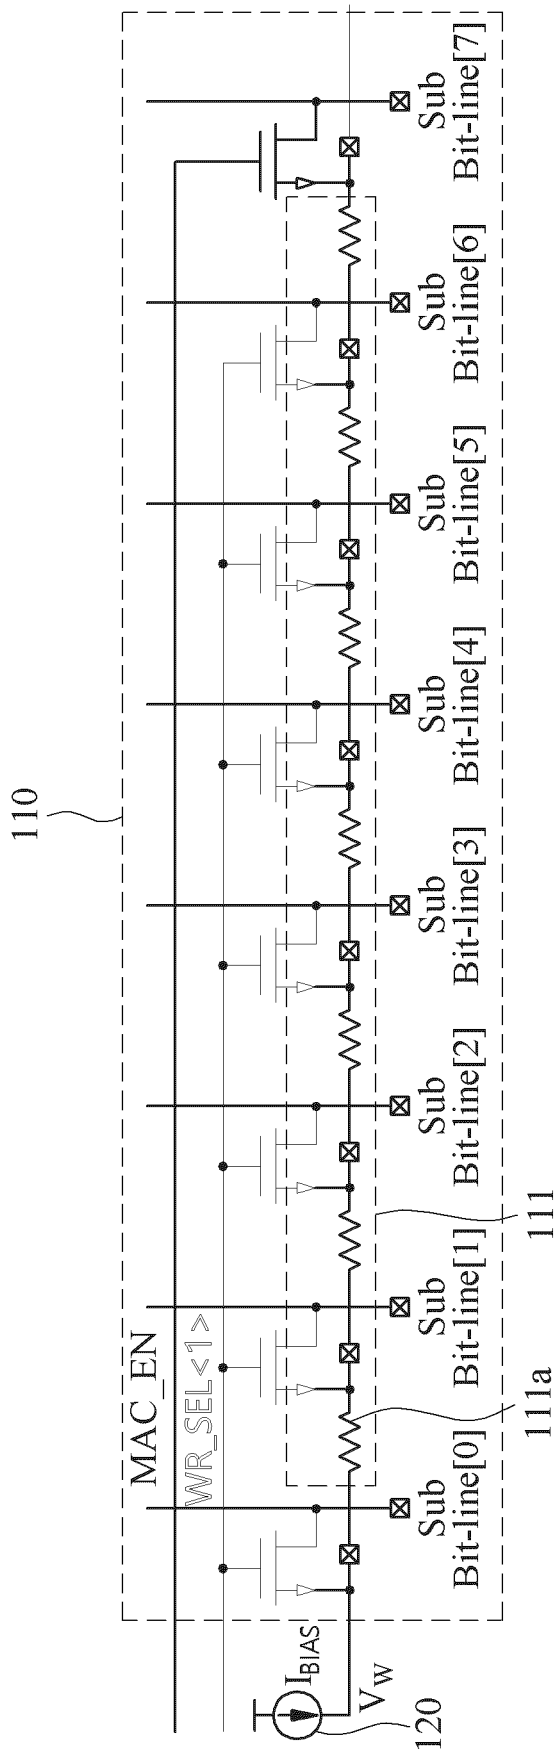 110
MAC_EN
WR_SEL<1>
I_BIAS
V_W
120
111a
111
Sub
Bit-line[0]
Sub
Bit-line[1]
Sub
Bit-line[2]
Sub
Bit-line[3]
Sub
Bit-line[4]
Sub
Bit-line[5]
Sub
Bit-line[6]
Sub
Bit-line[7]